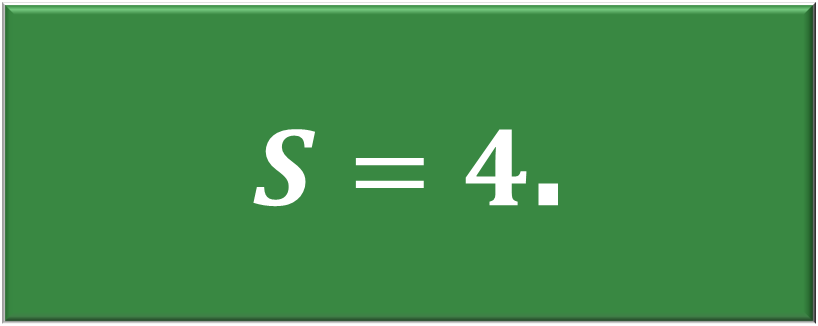 S = 4.